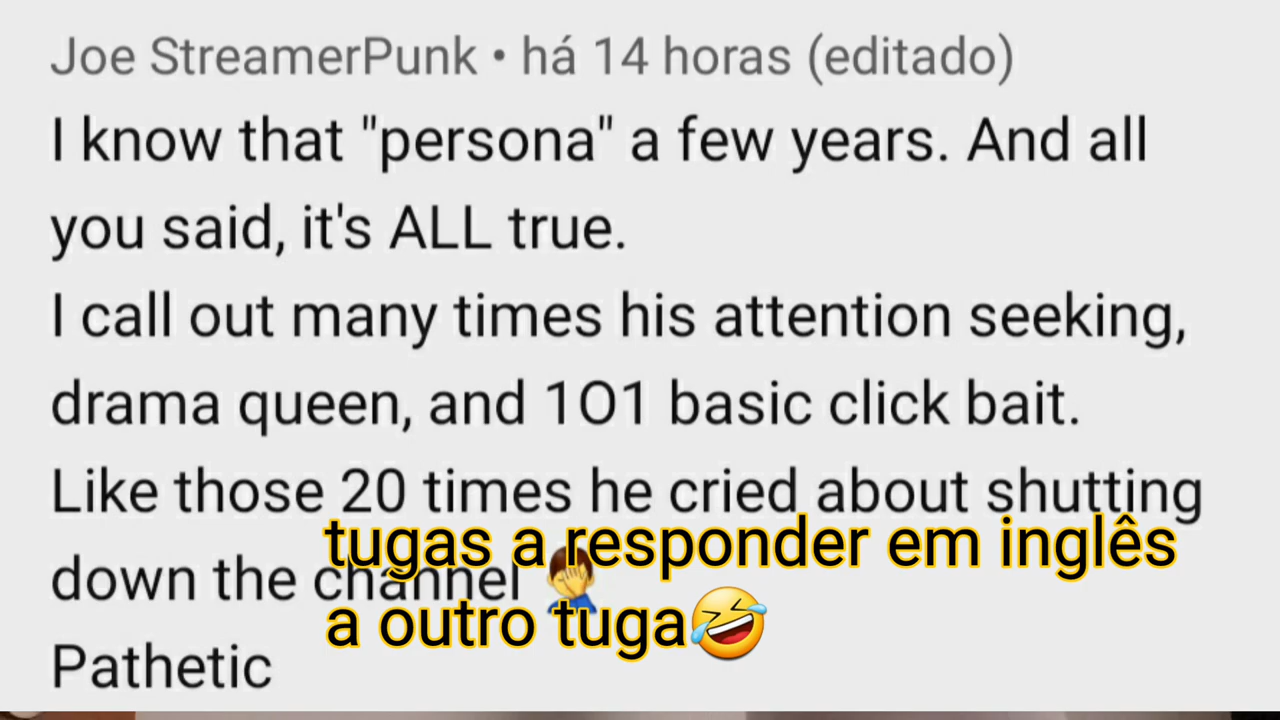 Joe StreamerPunk • há 14 horas (editado)
I know that "persona" a few years. And all
you said, it's ALL true.
I call out many times his attention seeking,
drama queen, and 1O1 basic click bait.
Like those 20 times he cried about shutting
down the channel 🤦‍♂️
Pathetic
tugas a responder em inglês
a outro tuga🤣